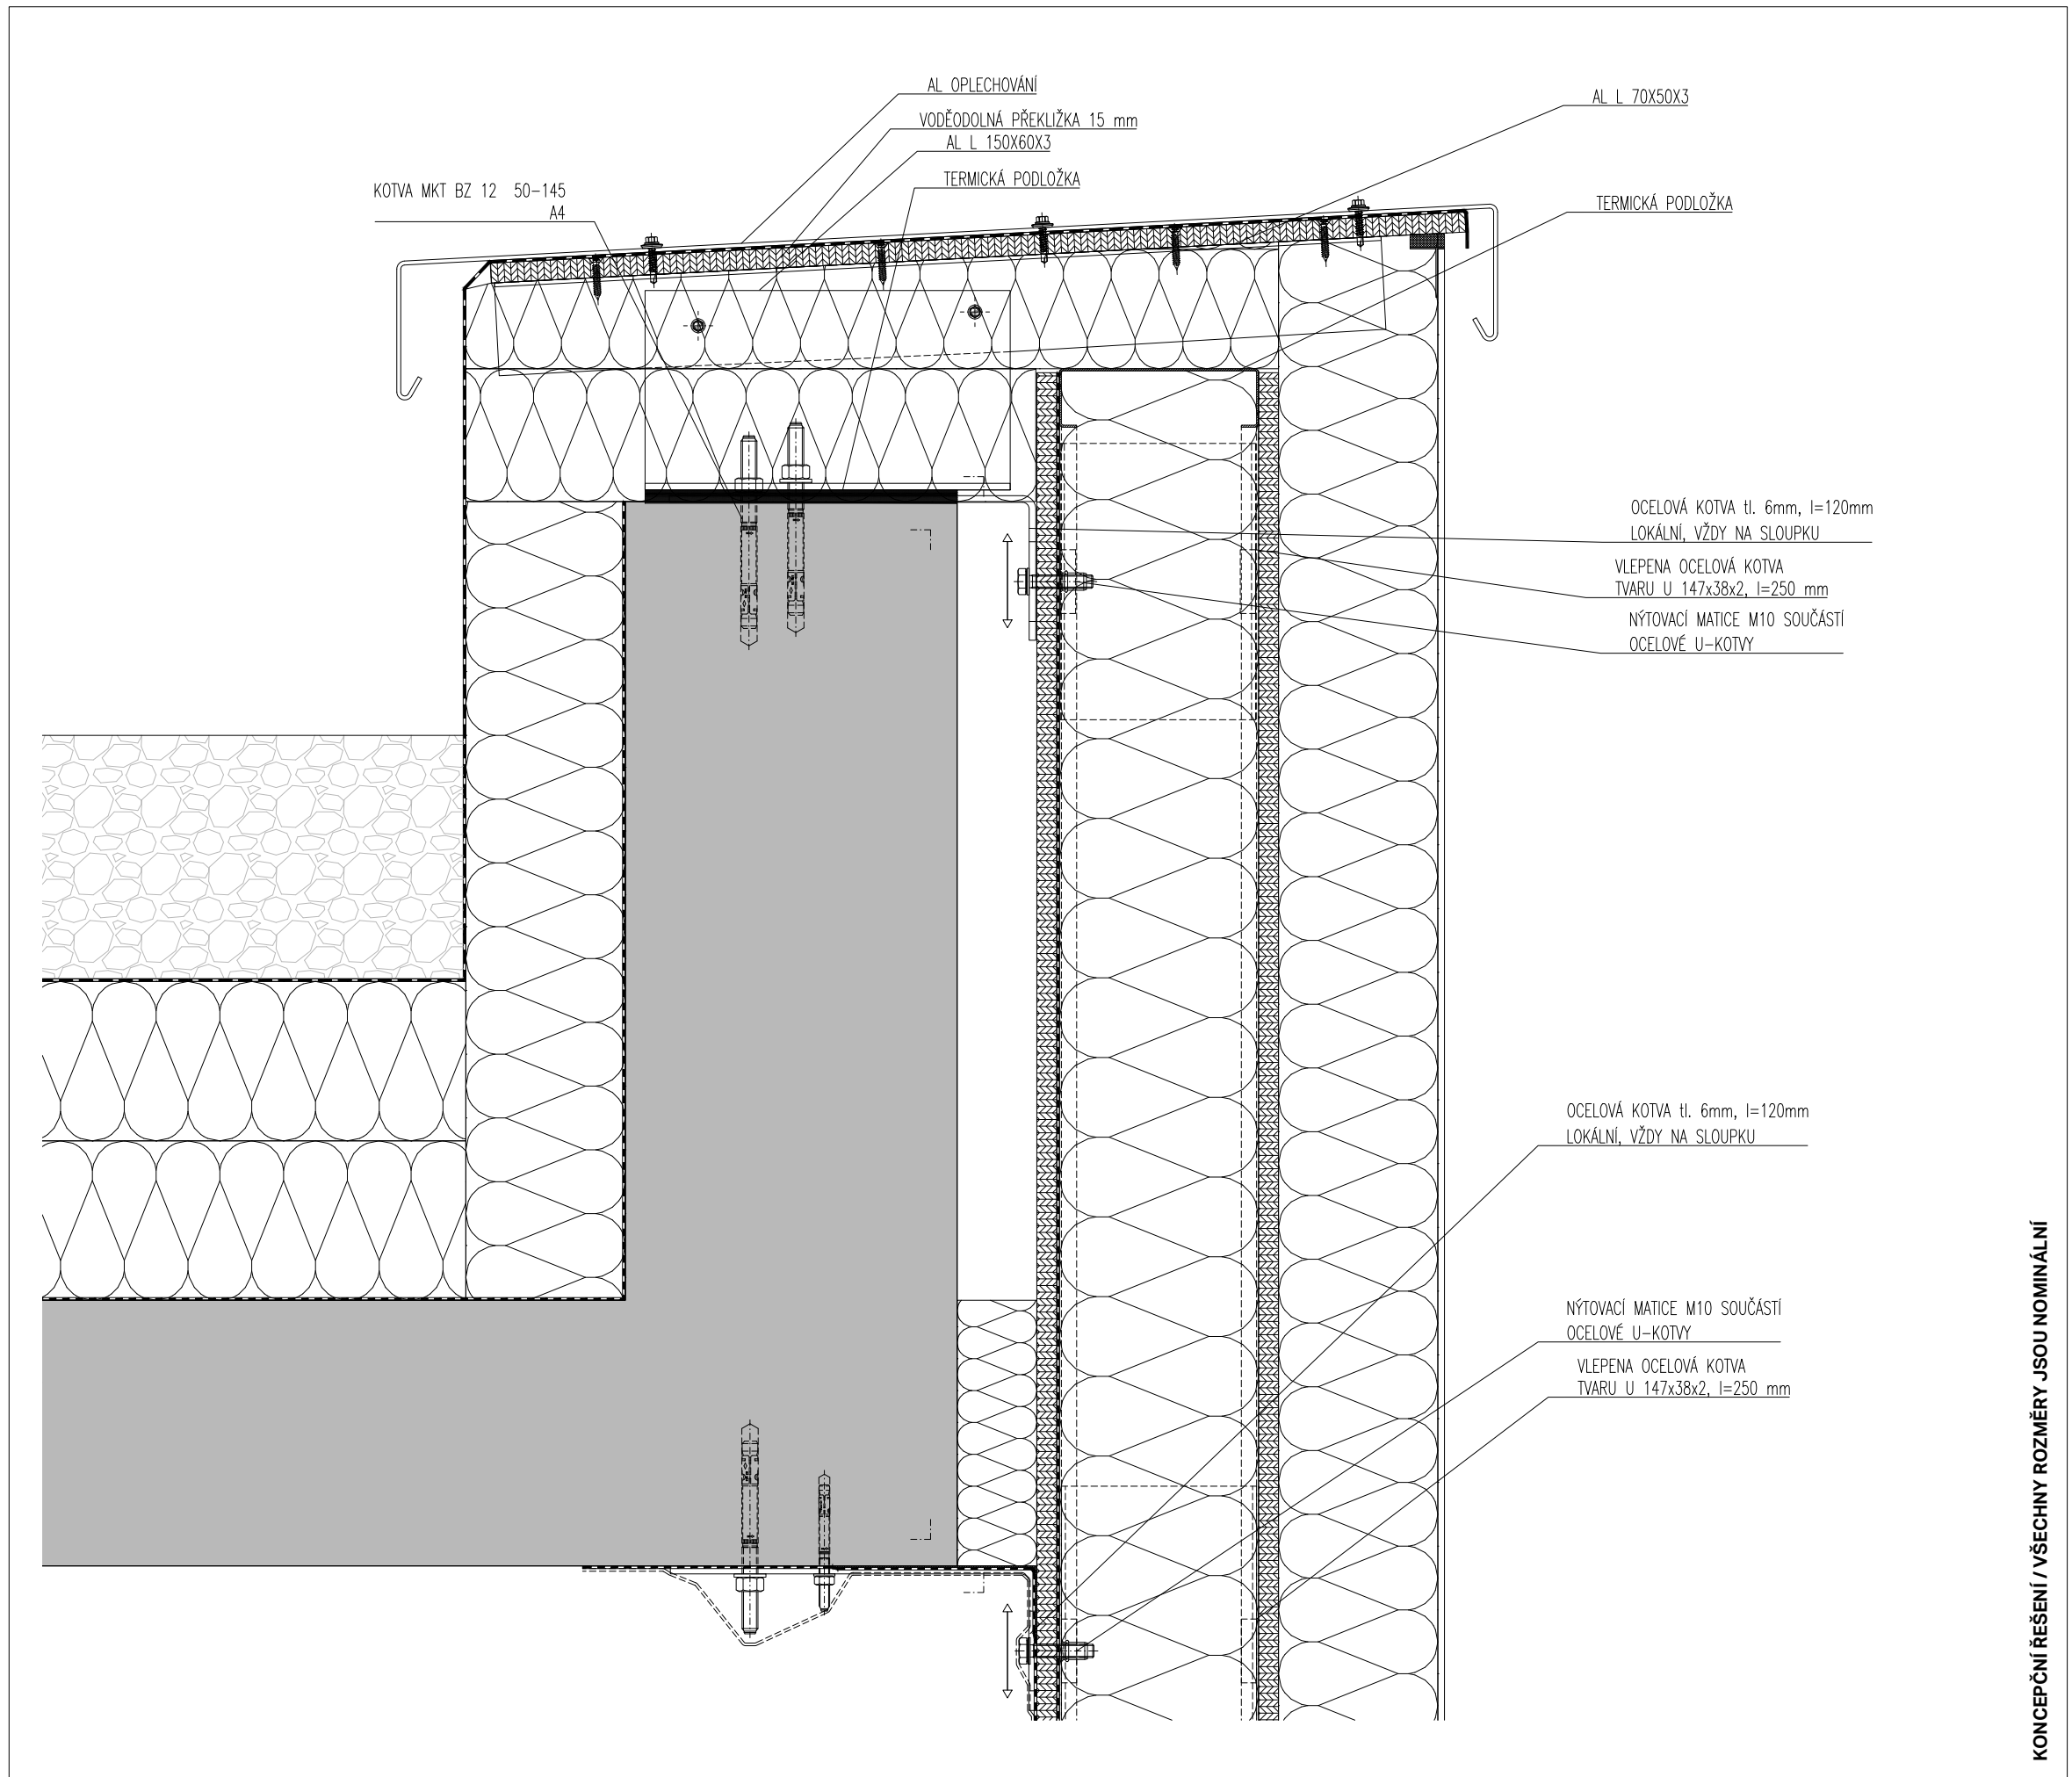 AL OPLECHOVÁNÍ
VODĚODOLNÁ PŘEKLIŽKA 15 mm
AL L 150X60X3
TERMICKÁ PODLOŽKA
KOTVA MKT BZ 12 50-145
A4
AL L 70X50X3
TERMICKÁ PODLOŽKA
OCELOVÁ KOTVA tl. 6mm, l=120mm
LOKÁLNÍ, VŽDY NA SLOUPKU
VLEPENA OCELOVÁ KOTVA
TVARU U 147x38x2, l=250 mm
NÝTOVACÍ MATICE M10 SOUČÁSTÍ
OCELOVÉ U-KOTVY
OCELOVÁ KOTVA tl. 6mm, l=120mm
LOKÁLNÍ, VŽDY NA SLOUPKU
NÝTOVACÍ MATICE M10 SOUČÁSTÍ
OCELOVÉ U-KOTVY
VLEPENA OCELOVÁ KOTVA
TVARU U 147x38x2, l=250 mm
KONCEPČNÍ ŘEŠENÍ / VŠECHNY ROZMĚRY JSOU NOMINÁLNÍ